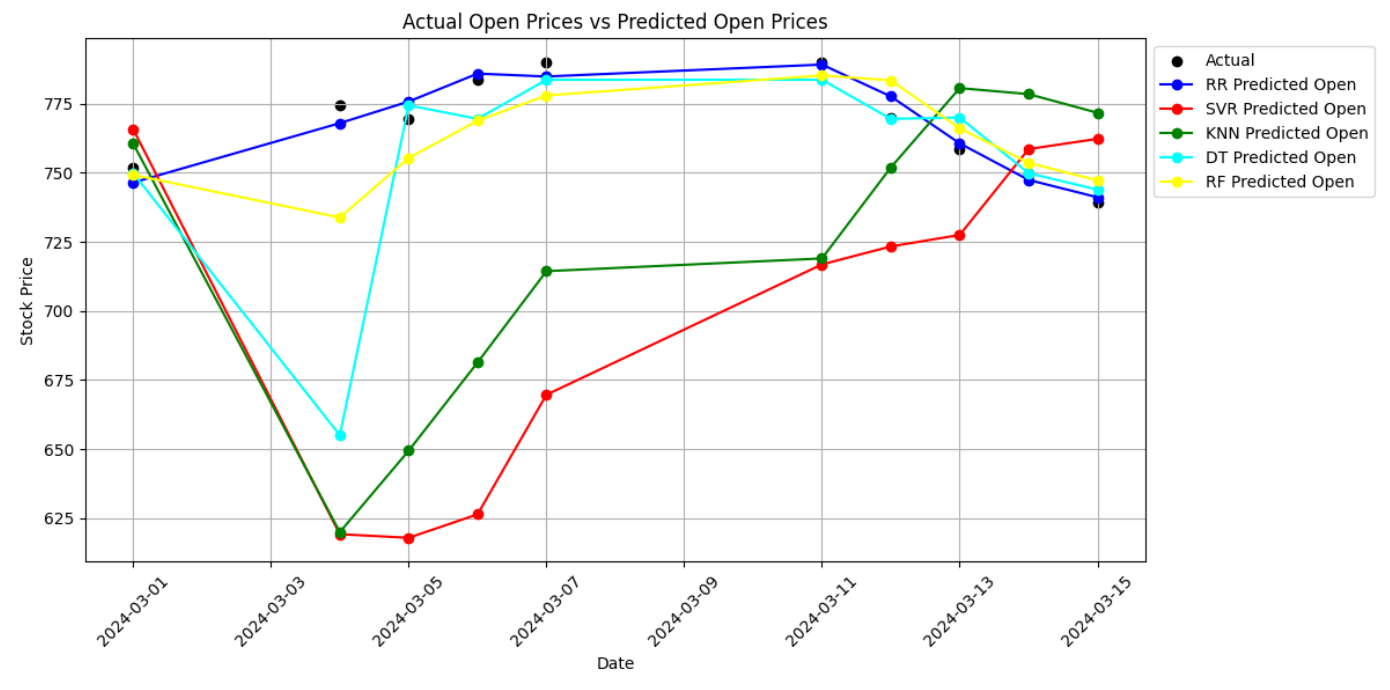 Actual Open Prices vs Predicted Open Prices
Actual
RR Predicted Open
SVR Predicted Open
KNN Predicted Open
DT Predicted Open
RF Predicted Open
Stock Price
775
750
725
700
675
650
625
2024-03-01
2024-03-03
2024-03-05
2024-03-07
2024-03-09
2024-03-11
2024-03-13
2024-03-15
Date